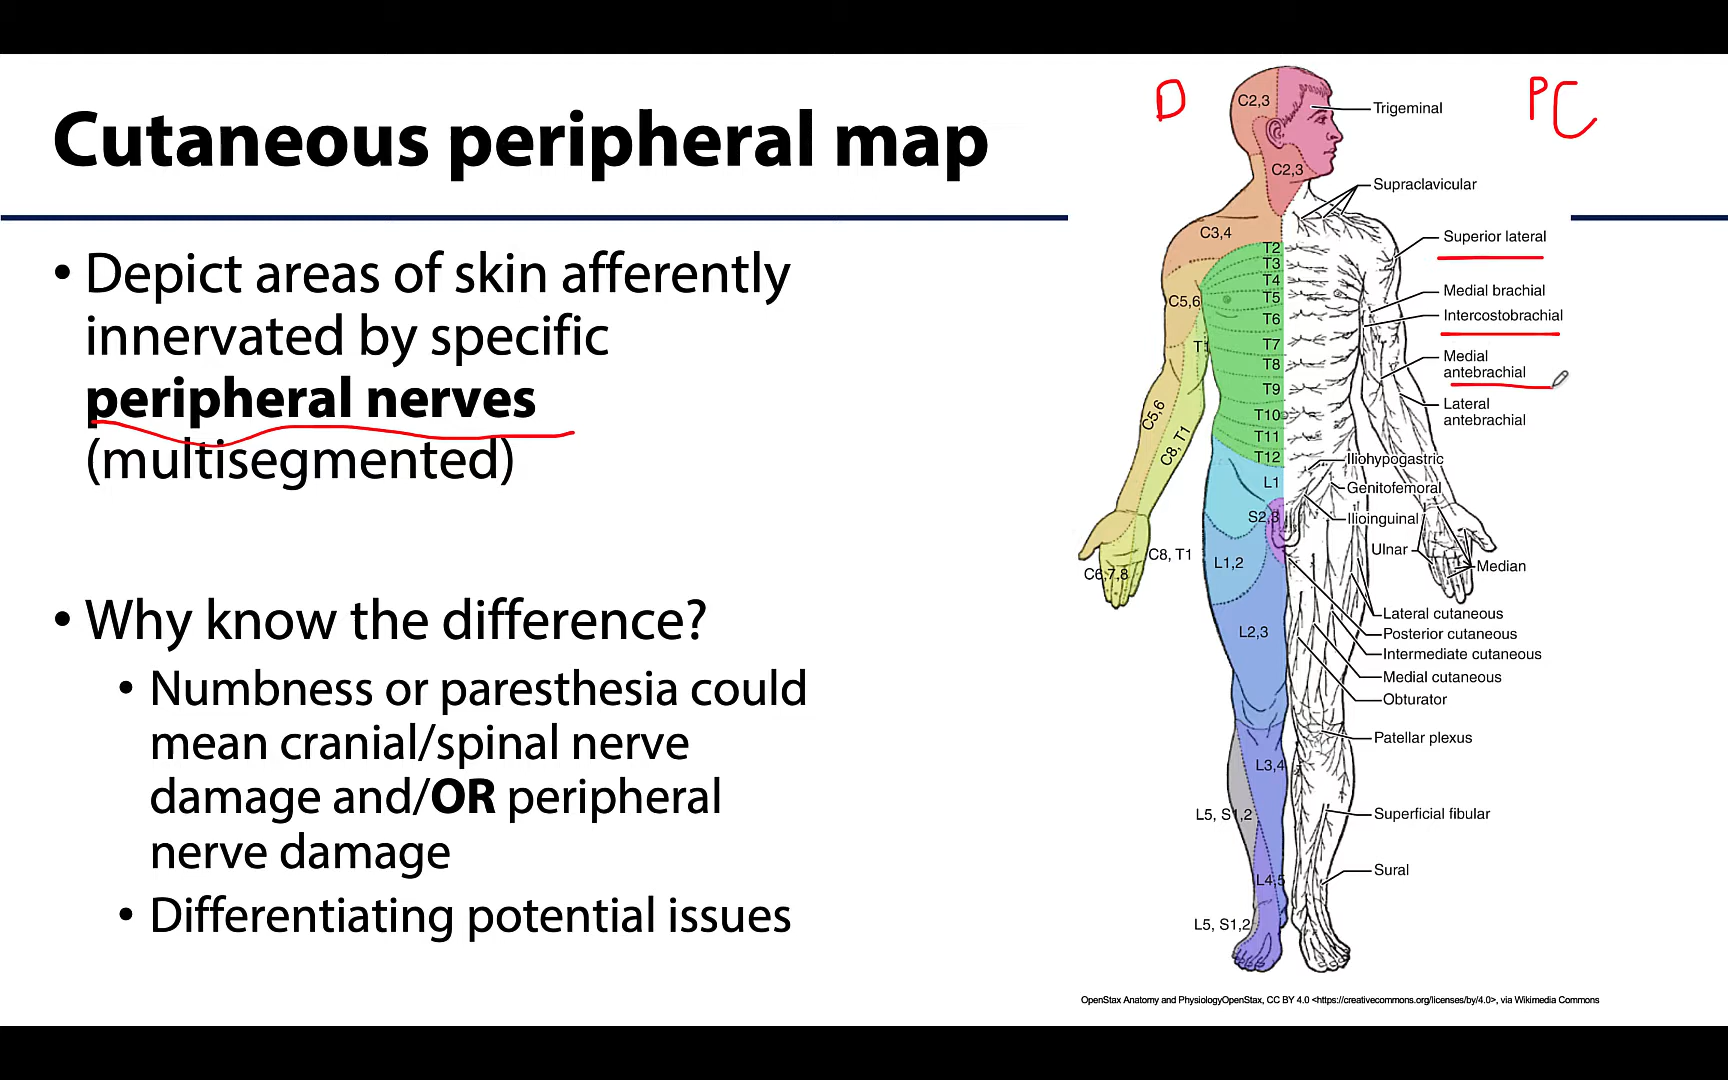 Cutaneous peripheral map
• Depict areas of skin afferently
innervated by specific
peripheral nerves
(multisegmented)
• Why know the difference?
• Numbness or paresthesia could
mean cranial/spinal nerve
damage and/OR peripheral
nerve damage
• Differentiating potential issues
D
PC
C2,3
Trigeminal
C2,3
Supraclavicular
C3,4
Superior lateral
T2
T3
T4
Medial brachial
T5
C5,6
Intercostobrachial
T6
T7
T1
Medial
antebrachial
T8
T9
Lateral
antebrachial
C5,6
T10
T11
C8, T1
T12
Iliohypogastric
L1
Genitofemoral
S2,3
Ilioinguinal
C8, T1
Ulnar
L1,2
Median
C6,7,8
Lateral cutaneous
L2,3
Posterior cutaneous
Intermediate cutaneous
Medial cutaneous
Obturator
Patellar plexus
L3,4
L5, S1,2
Superficial fibular
Sural
L4,5
L5, S1,2
OpenStax Anatomy and PhysiologyOpenStax, CC BY 4.0 <https://creativecommons.org/licenses/by/4.0>, via Wikimedia Commons